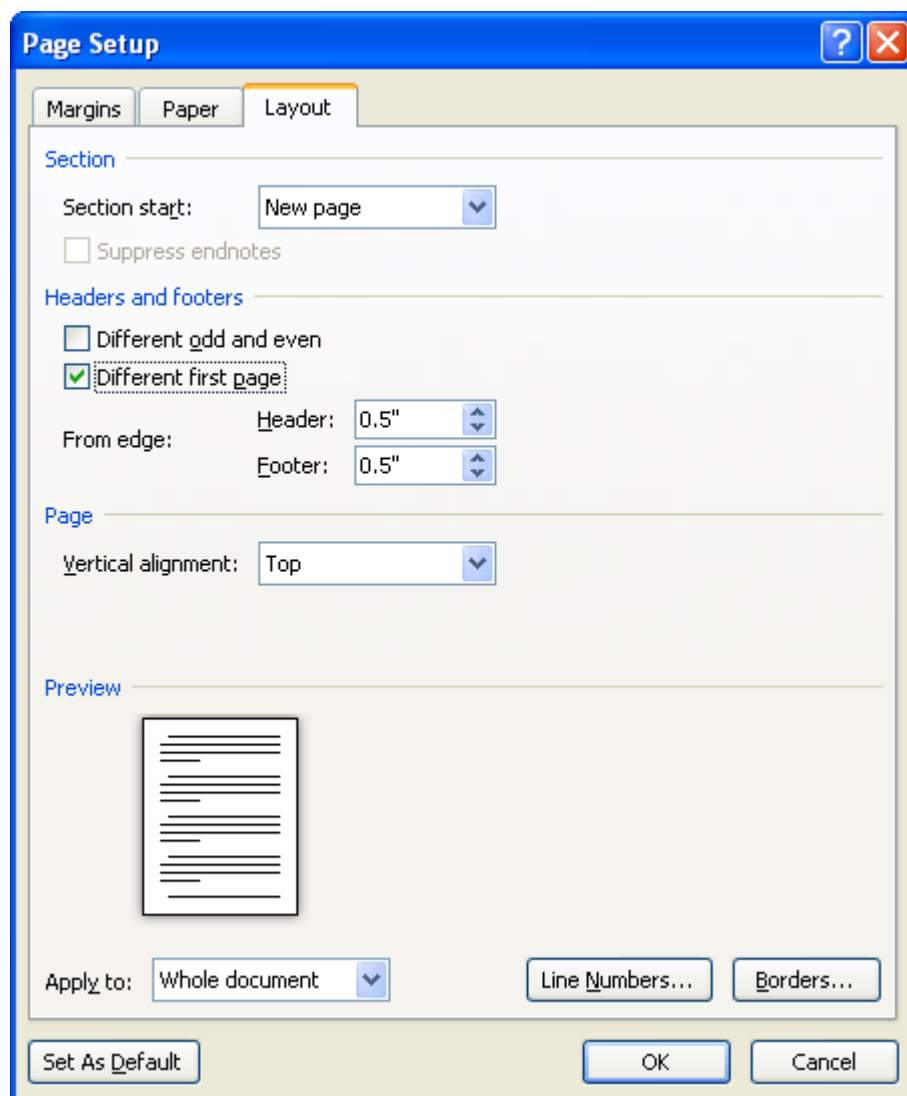 Page Setup
Margins Paper Layout
Section
Section start: New page
Suppress endnotes
Headers and footers
Different odd and even
Different first page
From edge:
Header: 0.5"
Footer: 0.5"
Page
Vertical alignment: Top
Preview
Apply to: Whole document Line Numbers... Borders...
Set As Default OK Cancel